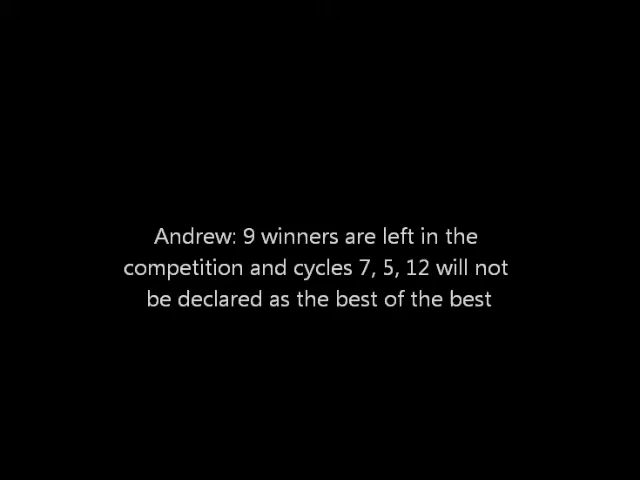 Andrew: 9 winners are left in the
competition and cycles 7, 5, 12 will not
be declared as the best of the best